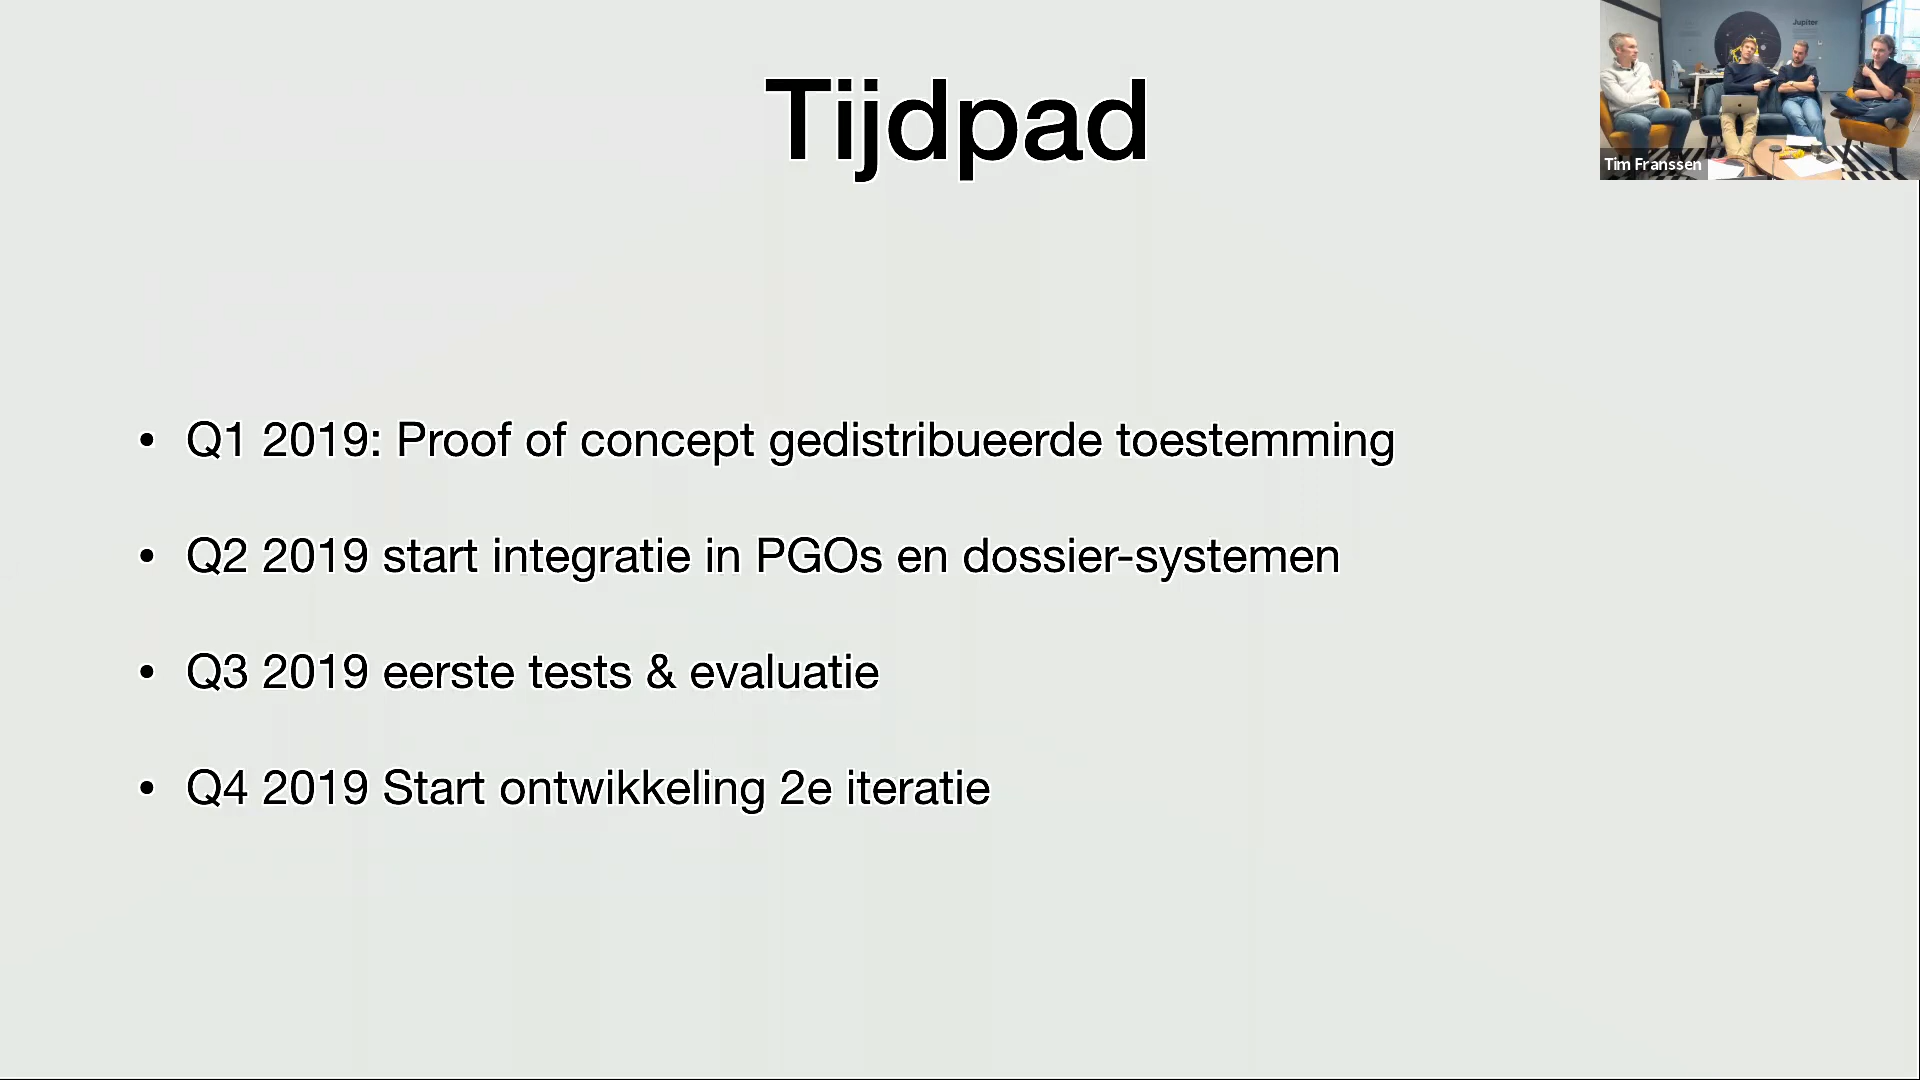 Tijdpad
Jupiter
Tim Franssen
• Q1 2019: Proof of concept gedistribueerde toestemming
• Q2 2019 start integratie in PGOs en dossier-systemen
• Q3 2019 eerste tests & evaluatie
• Q4 2019 Start ontwikkeling 2e iteratie